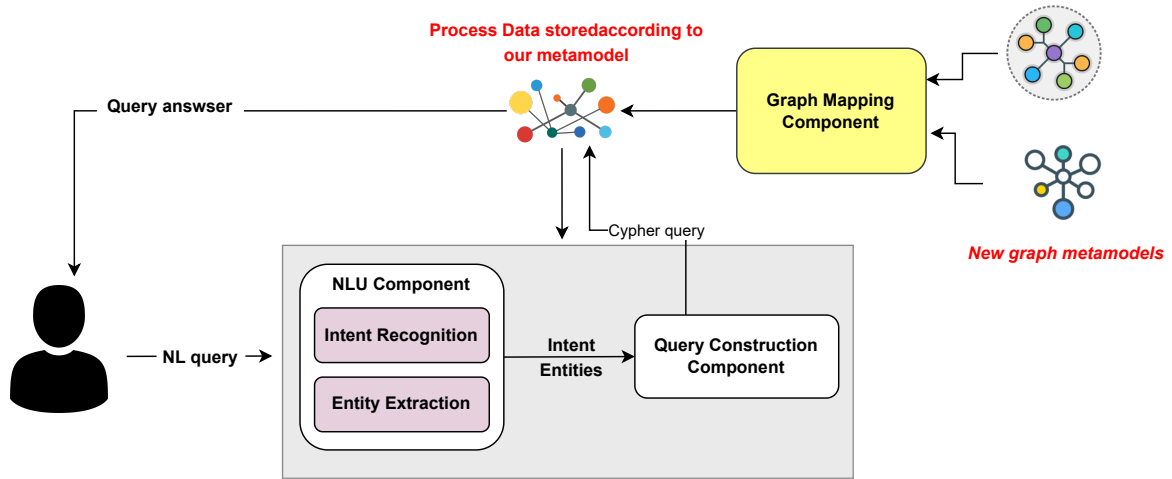 Process Data storedaccording to
our metamodel
Graph Mapping
Component
Query answser
Cypher query
New graph metamodels
NLU Component
Intent Recognition
Entity Extraction
NL query
Intent
Entities
Query Construction
Component